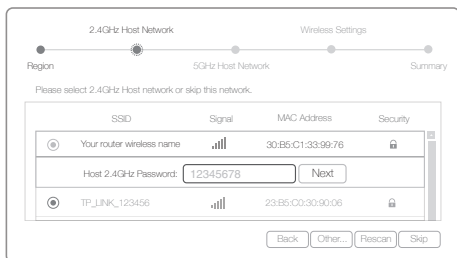 2.4GHz Host Network Wireless Settings
Region 5GHz Host Network Summary
Please select 2.4GHz Host network or skip this network.
SSID Signal MAC Address Security
Your router wireless name 30:B5:C1:33:99:76
Host 2.4GHz Password: 12345678 Next
TP_LINK_123456 23:B5:C0:30:90:06
Back Other... Rescan Skip